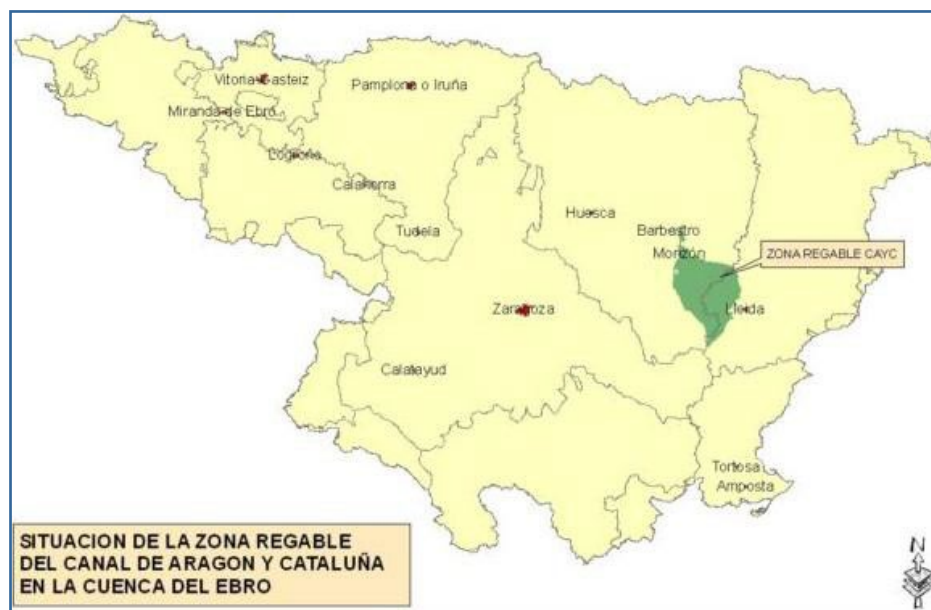 Vitoria-Gasteiz
Pamplona o Iruña
Miranda de Ebro
Logroño
Calahorra
Huesca
Tudela
Barbastro
Monzón
ZONA REGABLE CAYC
Zaragoza
Lleida
Calatayud
Tortosa
Amposta
SITUACION DE LA ZONA REGABLE
DEL CANAL DE ARAGON Y CATALUÑA
EN LA CUENCA DEL EBRO
N